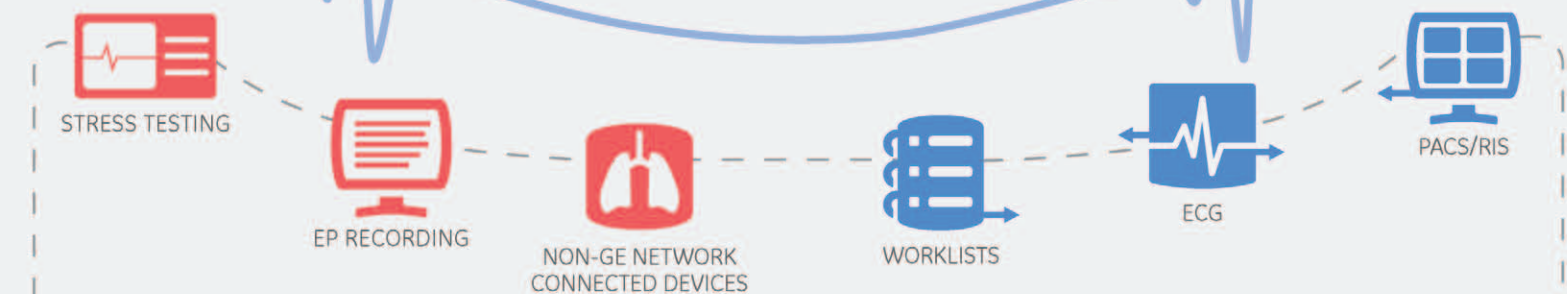 STRESS TESTING
EP RECORDING
NON-GE NETWORK
CONNECTED DEVICES
WORKLISTS
ECG
PACS/RIS